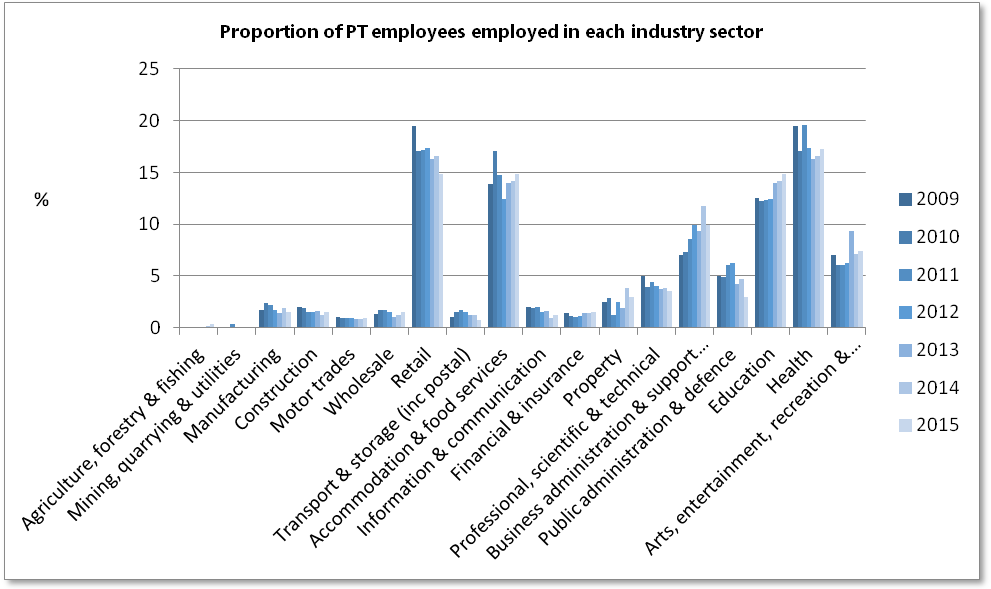 Proportion of PT employees employed in each industry sector
25
20
15
10
5
0
%
Agriculture, forestry & fishing
Mining, quarrying & utilities
Manufacturing
Construction
Motor trades
Wholesale
Retail
Transport & storage (inc postal)
Accommodation & food services
Information & communication
Financial & insurance
Property
Professional, scientific & technical
Business administration & support...
Public administration & defence
Education
Health
Arts, entertainment, recreation &...
2009
2010
2011
2012
2013
2014
2015